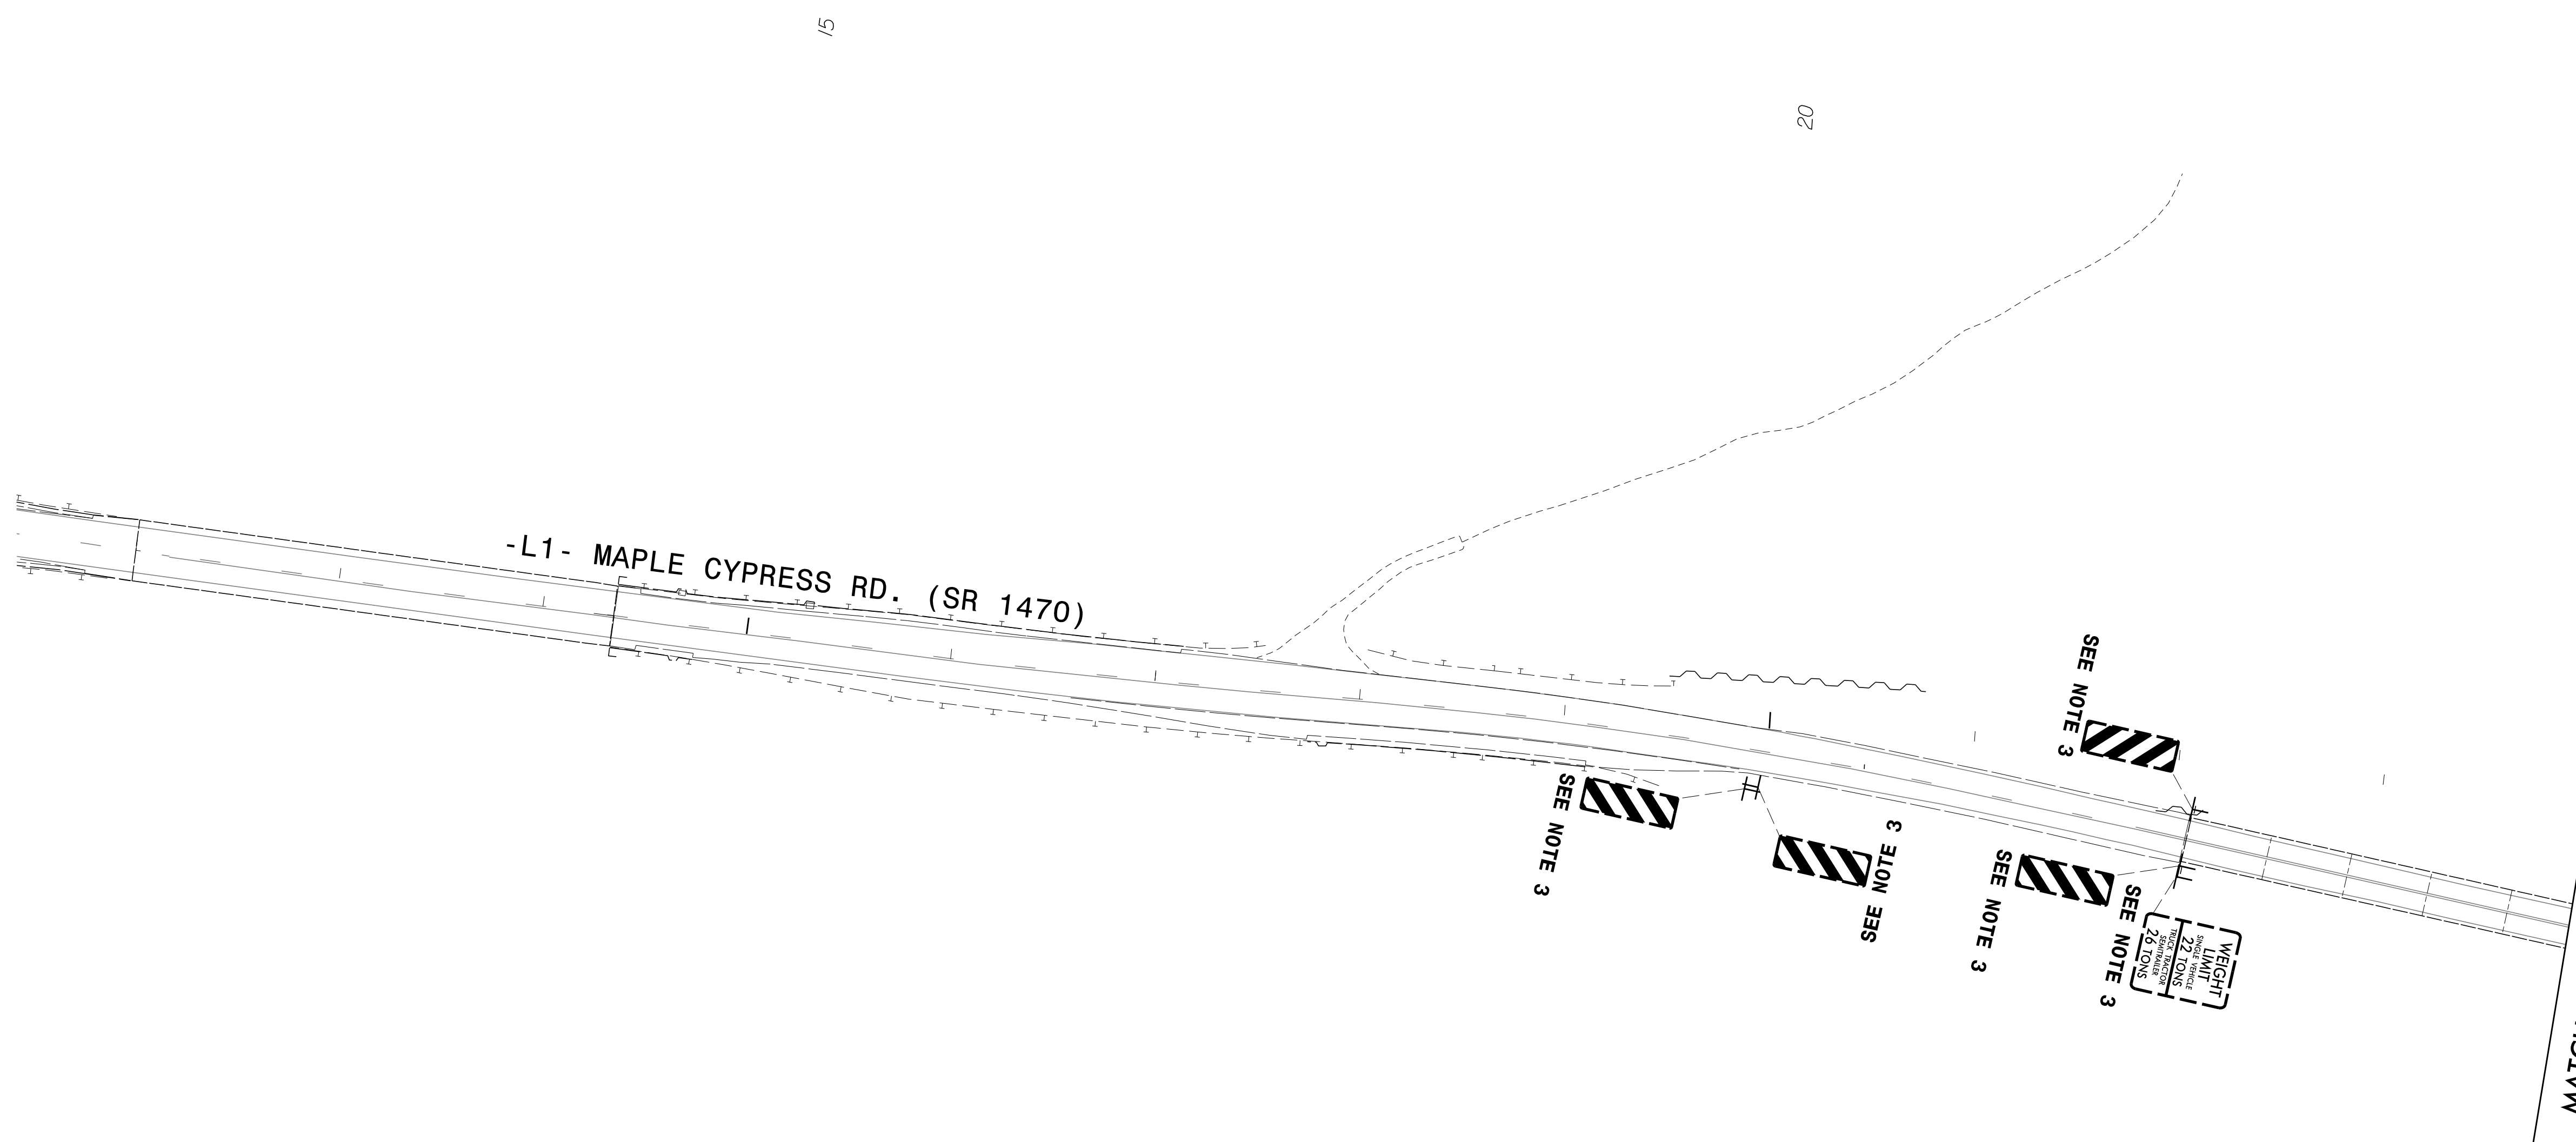 15
20
-L1- MAPLE CYPRESS RD. (SR 1470)
SEE NOTE 3
SEE NOTE 3
SEE NOTE 3
SEE NOTE 3
SEE NOTE 3
WEIGHT
LIMIT
SINGLE VEHICLE
22 TONS
TRUCK TRACTOR
SEMITRAILER
26 TONS